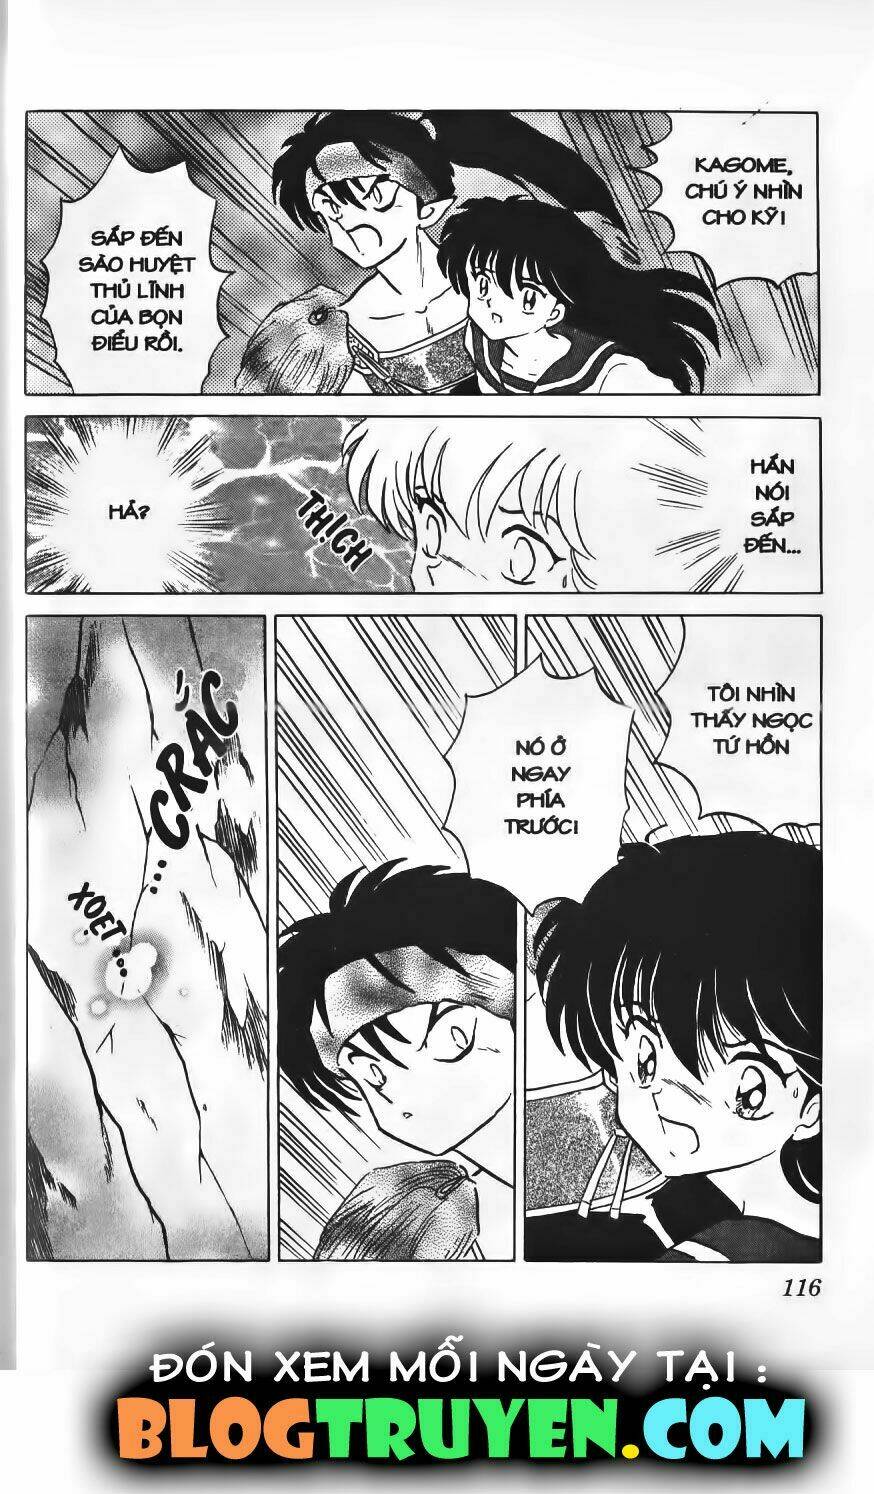 KAGOME,
CHÚ Ý NHÌN
CHO KỸ!
SẮP ĐẾN
SÀO HUYỆT
THỦ LĨNH
CỦA BỌN
ĐIỂU RỒI.
HẮN
NÓI
SẮP
ĐẾN...
THỊCH
HẢ?
TÔI NHÌN
THẤY NGỌC
TỨ HỒN
NÓ Ở
NGAY
PHÍA
TRƯỚC!
... CRẮC
XOẸT ...
116
ĐÓN XEM MỖI NGÀY TẠI :
BLOGTRUYEN.COM